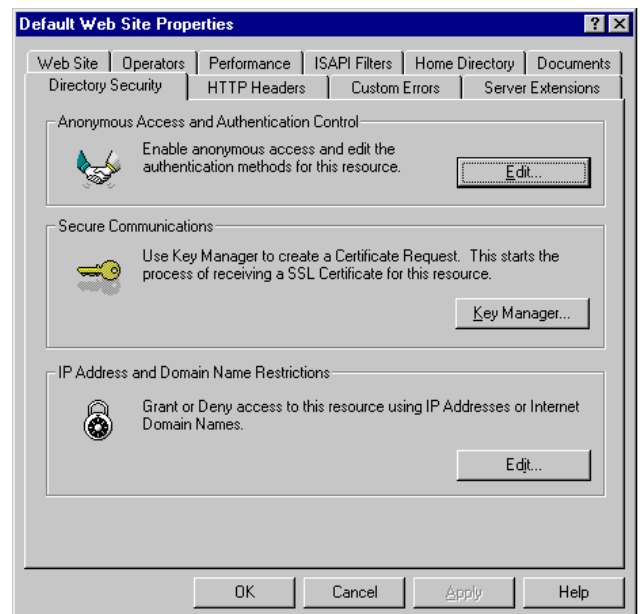 Default Web Site Properties
Web Site Operators Performance ISAPI Filters Home Directory Documents
Directory Security HTTP Headers Custom Errors Server Extensions
Anonymous Access and Authentication Control
Enable anonymous access and edit the
authentication methods for this resource.
Edit...
Secure Communications
Use Key Manager to create a Certificate Request. This starts the
process of receiving a SSL Certificate for this resource.
Key Manager...
IP Address and Domain Name Restrictions
Grant or Deny access to this resource using IP Addresses or Internet
Domain Names.
Edit...
OK Cancel Apply Help